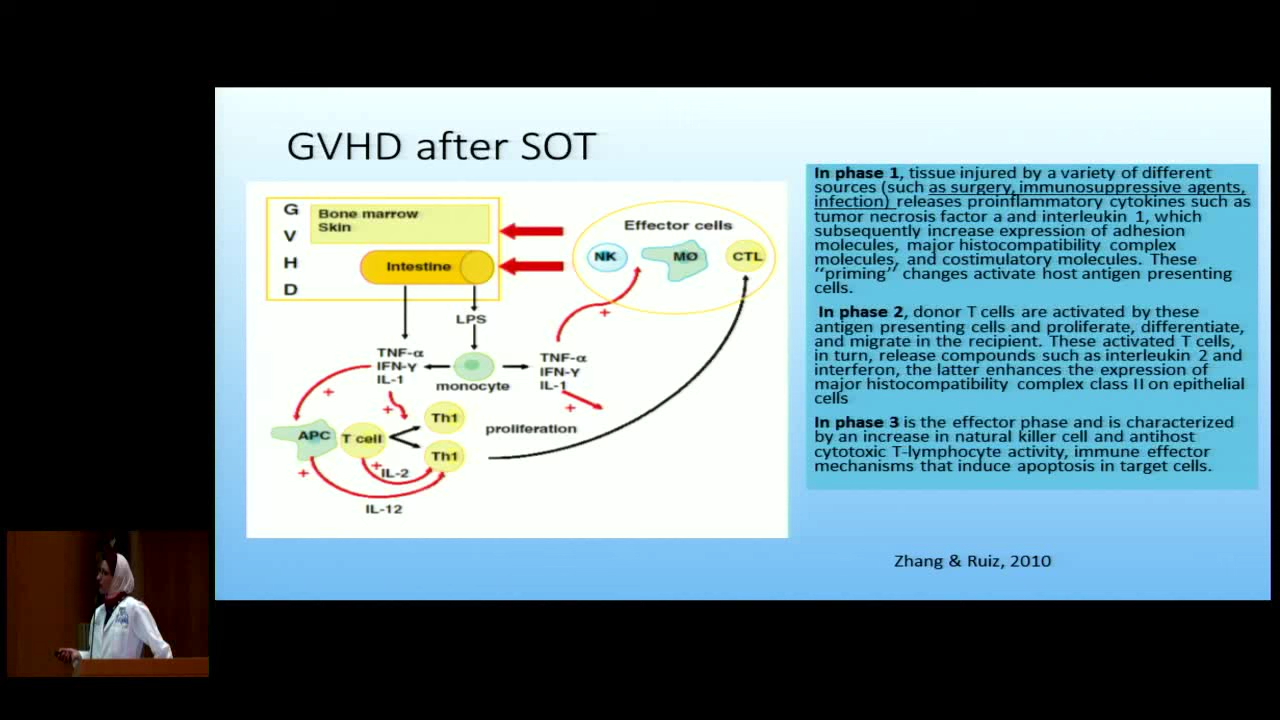 GVHD after SOT
G
V
H
D
Bone marrow
Skin
Intestine
Effector cells
NK
MØ
CTL
LPS
TNF-α
IFN-Y
IL-1
monocyte
TNF-α
IFN-Y
IL-1
+
+
+
+
APC
T cell
Th1
Th1
proliferation
+
+
IL-2
IL-12
In phase 1, tissue injured by a variety of different
sources (such as surgery, immunosuppressive agents,
infection) releases proinflammatory cytokines such as
tumor necrosis factor a and interleukin 1, which
subsequently increase expression of adhesion
molecules, major histocompatibility complex
molecules, and costimulatory molecules. These
‘‘priming’’ changes activate host antigen presenting
cells.
In phase 2, donor T cells are activated by these
antigen presenting cells and proliferate, differentiate,
and migrate in the recipient. These activated T cells,
in turn, release compounds such as interleukin 2 and
interferon, the latter enhances the expression of
major histocompatibility complex class II on epithelial
cells
In phase 3 is the effector phase and is characterized
by an increase in natural killer cell and antihost
cytotoxic T-lymphocyte activity, immune effector
mechanisms that induce apoptosis in target cells.
Zhang & Ruiz, 2010